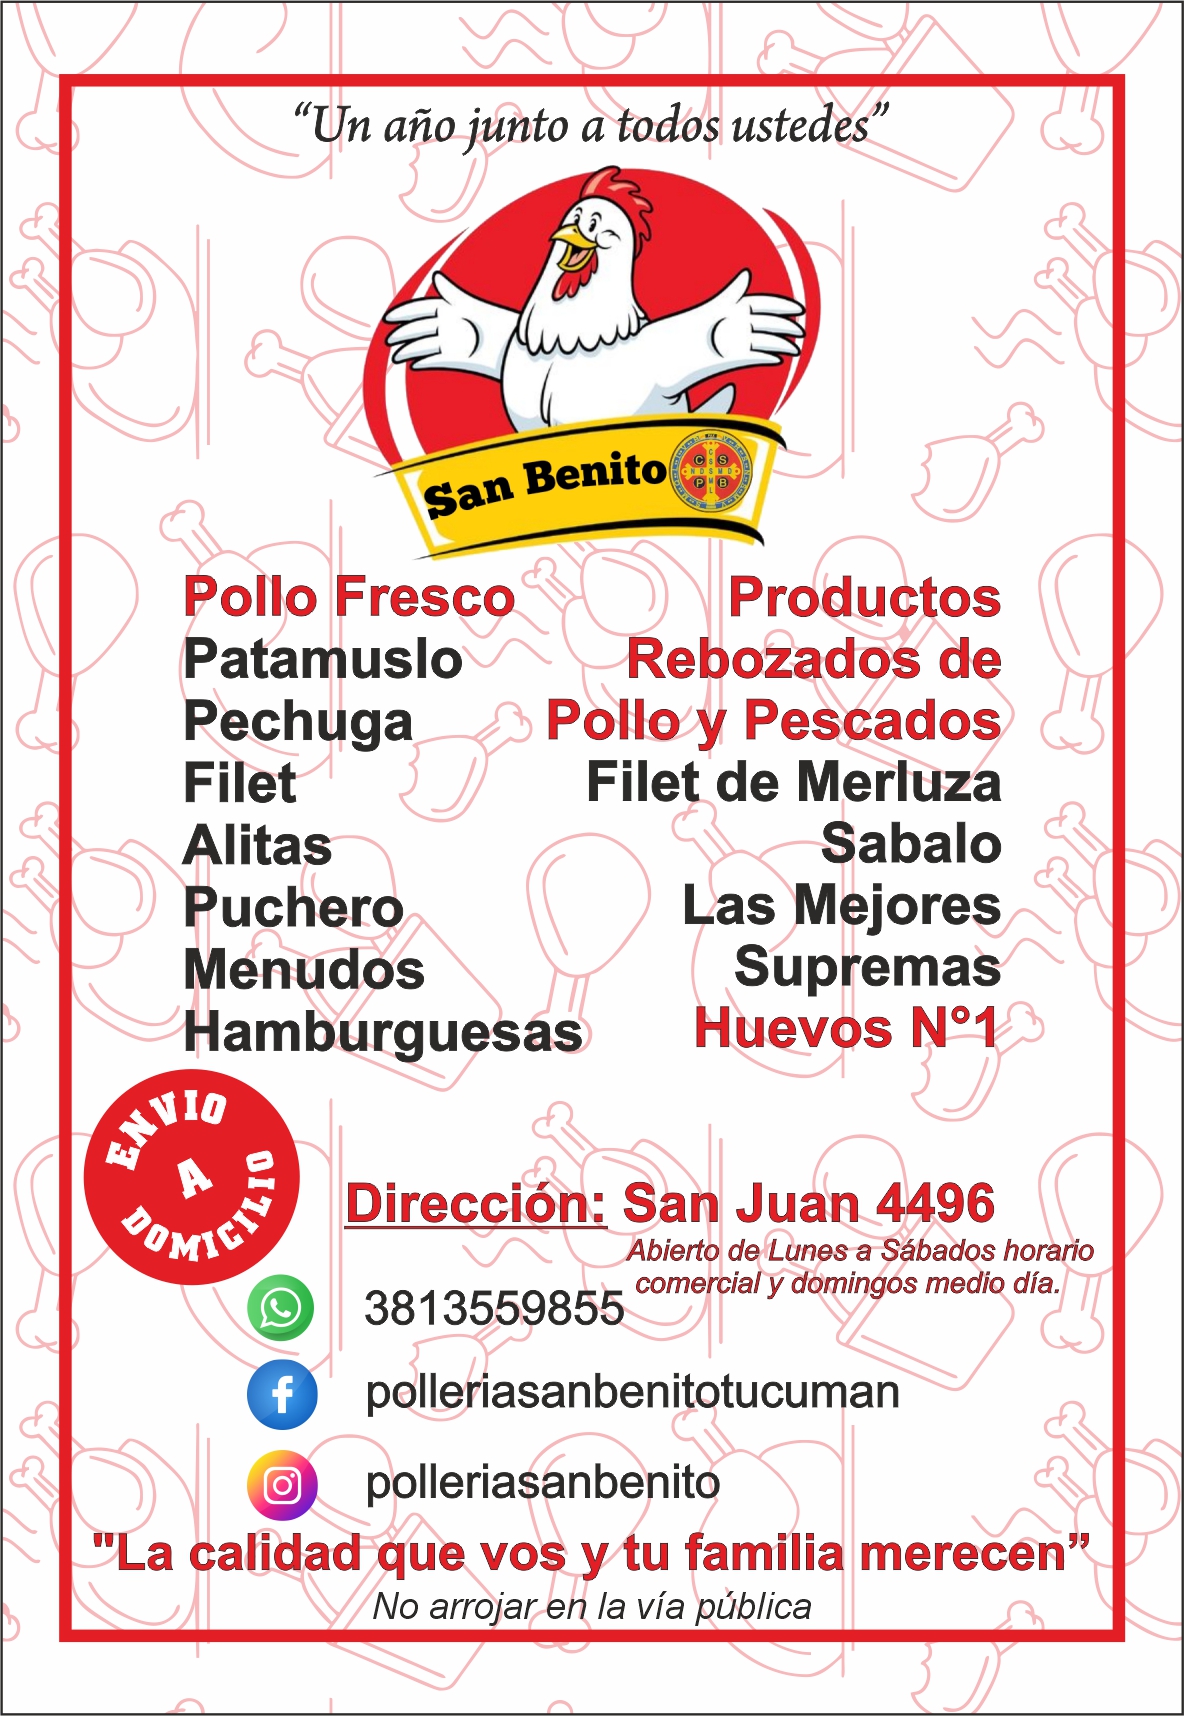 “Un año junto a todos ustedes”
San Benito
C S
S
N D S M D
M
P B
L
Pollo Fresco
Patamuslo
Pechuga
Filet
Alitas
Puchero
Menudos
Hamburguesas
Productos
Rebozados de
Pollo y Pescados
Filet de Merluza
Sabalo
Las Mejores
Supremas
Huevos N°1
ENVIO
A
DOMICILIO
Dirección: San Juan 4496
Abierto de Lunes a Sábados horario
comercial y domingos medio día.
3813559855
polleriasanbenitotucuman
polleriasanbenito
"La calidad que vos y tu familia merecen”
No arrojar en la vía pública